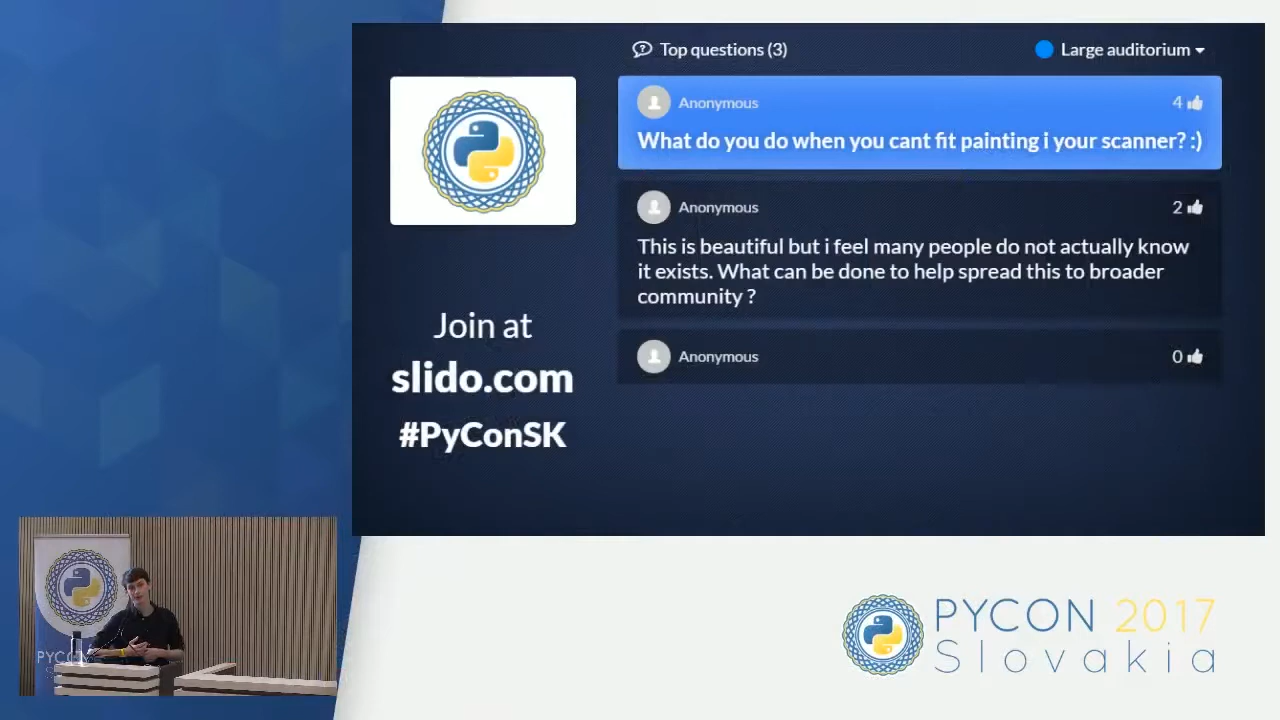 Top questions (3)
Large auditorium
Anonymous
4
What do you do when you cant fit painting i your scanner? :)
Anonymous
2
This is beautiful but i feel many people do not actually know
it exists. What can be done to help spread this to broader
community ?
Anonymous
0
Join at
slido.com
#PyConSK
PYCON
PYCON 2017
Slovakia